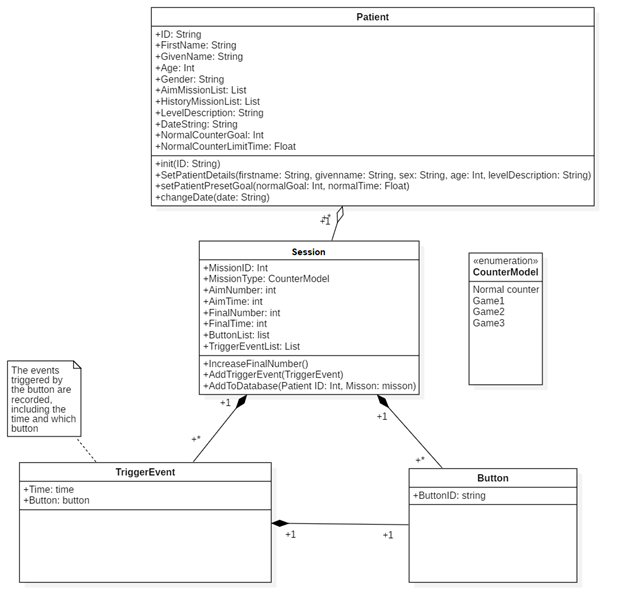 Patient
+ID: String
+FirstName: String
+GivenName: String
+Age: Int
+Gender: String
+AimMissionList: List
+HistoryMissionList: List
+LevelDescription: String
+DateString: String
+NormalCounterGoal: Int
+NormalCounterLimitTime: Float
+init(ID: String)
+SetPatientDetails(firstname: String, givenname: String, sex: String, age: Int, levelDescription: String)
+setPatientPresetGoal(normalGoal: Int, normalTime: Float)
+changeDate(date: String)
+1
Session
+MissionID: Int
+MissionType: CounterModel
+AimNumber: int
+AimTime: int
+FinalNumber: int
+FinalTime: int
+ButtonList: list
+TriggerEventList: List
+IncreaseFinalNumber()
+AddTriggerEvent(TriggerEvent)
+AddToDatabase(Patient ID: Int, Misson: misson)
«enumeration»
CounterModel
Normal counter
Game1
Game2
Game3
The events
triggered by
the button are
recorded,
including the
time and which
button
+1
+1
+*
+*
TriggerEvent
+Time: time
+Button: button
Button
+ButtonID: string
+1
+1